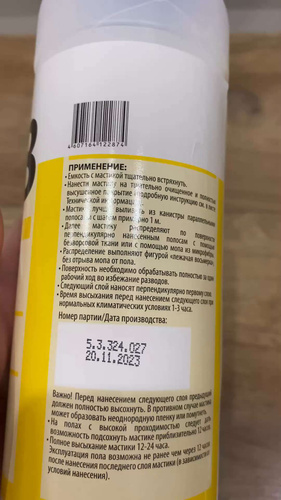 4607164122874
ПРИМЕНЕНИЕ:
• Емкость с мастикой тщательно встряхнуть.
• Нанести мастику на тщательно очищенное и полностью
высушенное покрытие (подробную инструкцию см. в листе
Технической информации
• Мастику лучше выливать из канистры параллельными
полосами с шагом примерно 1 м.
• Далее мастику распределяют по поверхности
перпендикулярно нанесенным полосам с помощью
безворсовой ткани или с помощью мопа из микрофибры
• Распределение выполняют фигурой «лежачая восьмерка»
без отрыва мопа от пола.
• Поверхность необходимо обрабатывать полностью за один
рабочий ход во избежание разводов.
• Следующий слой наносят перпендикулярно первому слою.
• Время высыхания перед нанесением следующего слоя при
нормальных климатических условиях 1-3 часа.
Номер партии/Дата производства:
5.3.324.027
20.11.2023
Важно! Перед нанесением следующего слоя предыдущий
должен полностью высохнуть. В противном случае мастика
может образовать неоднородную пленку или помутнеть.
• На полах с высокой проходимостью следует дать
возможность подсохнуть мастике приблизительно 12 часов.
• Полное высыхание мастики 12-24 часа.
Эксплуатация пола возможна не ранее чем через 12 часов
после нанесения последнего слоя мастики (в зависимости от
условий нанесения).